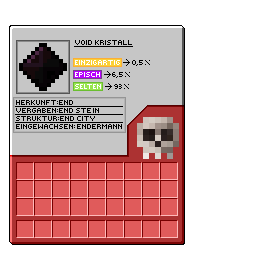 VOID KRISTALL
EINZIGARTIG → 0,5 %
EPISCH → 6,5 %
SELTEN → 93 %
HERKUNFT:END
VERGABEN:END STEIN
STRUKTUR:END CITY
EINGEWACHSEN:ENDERMANN